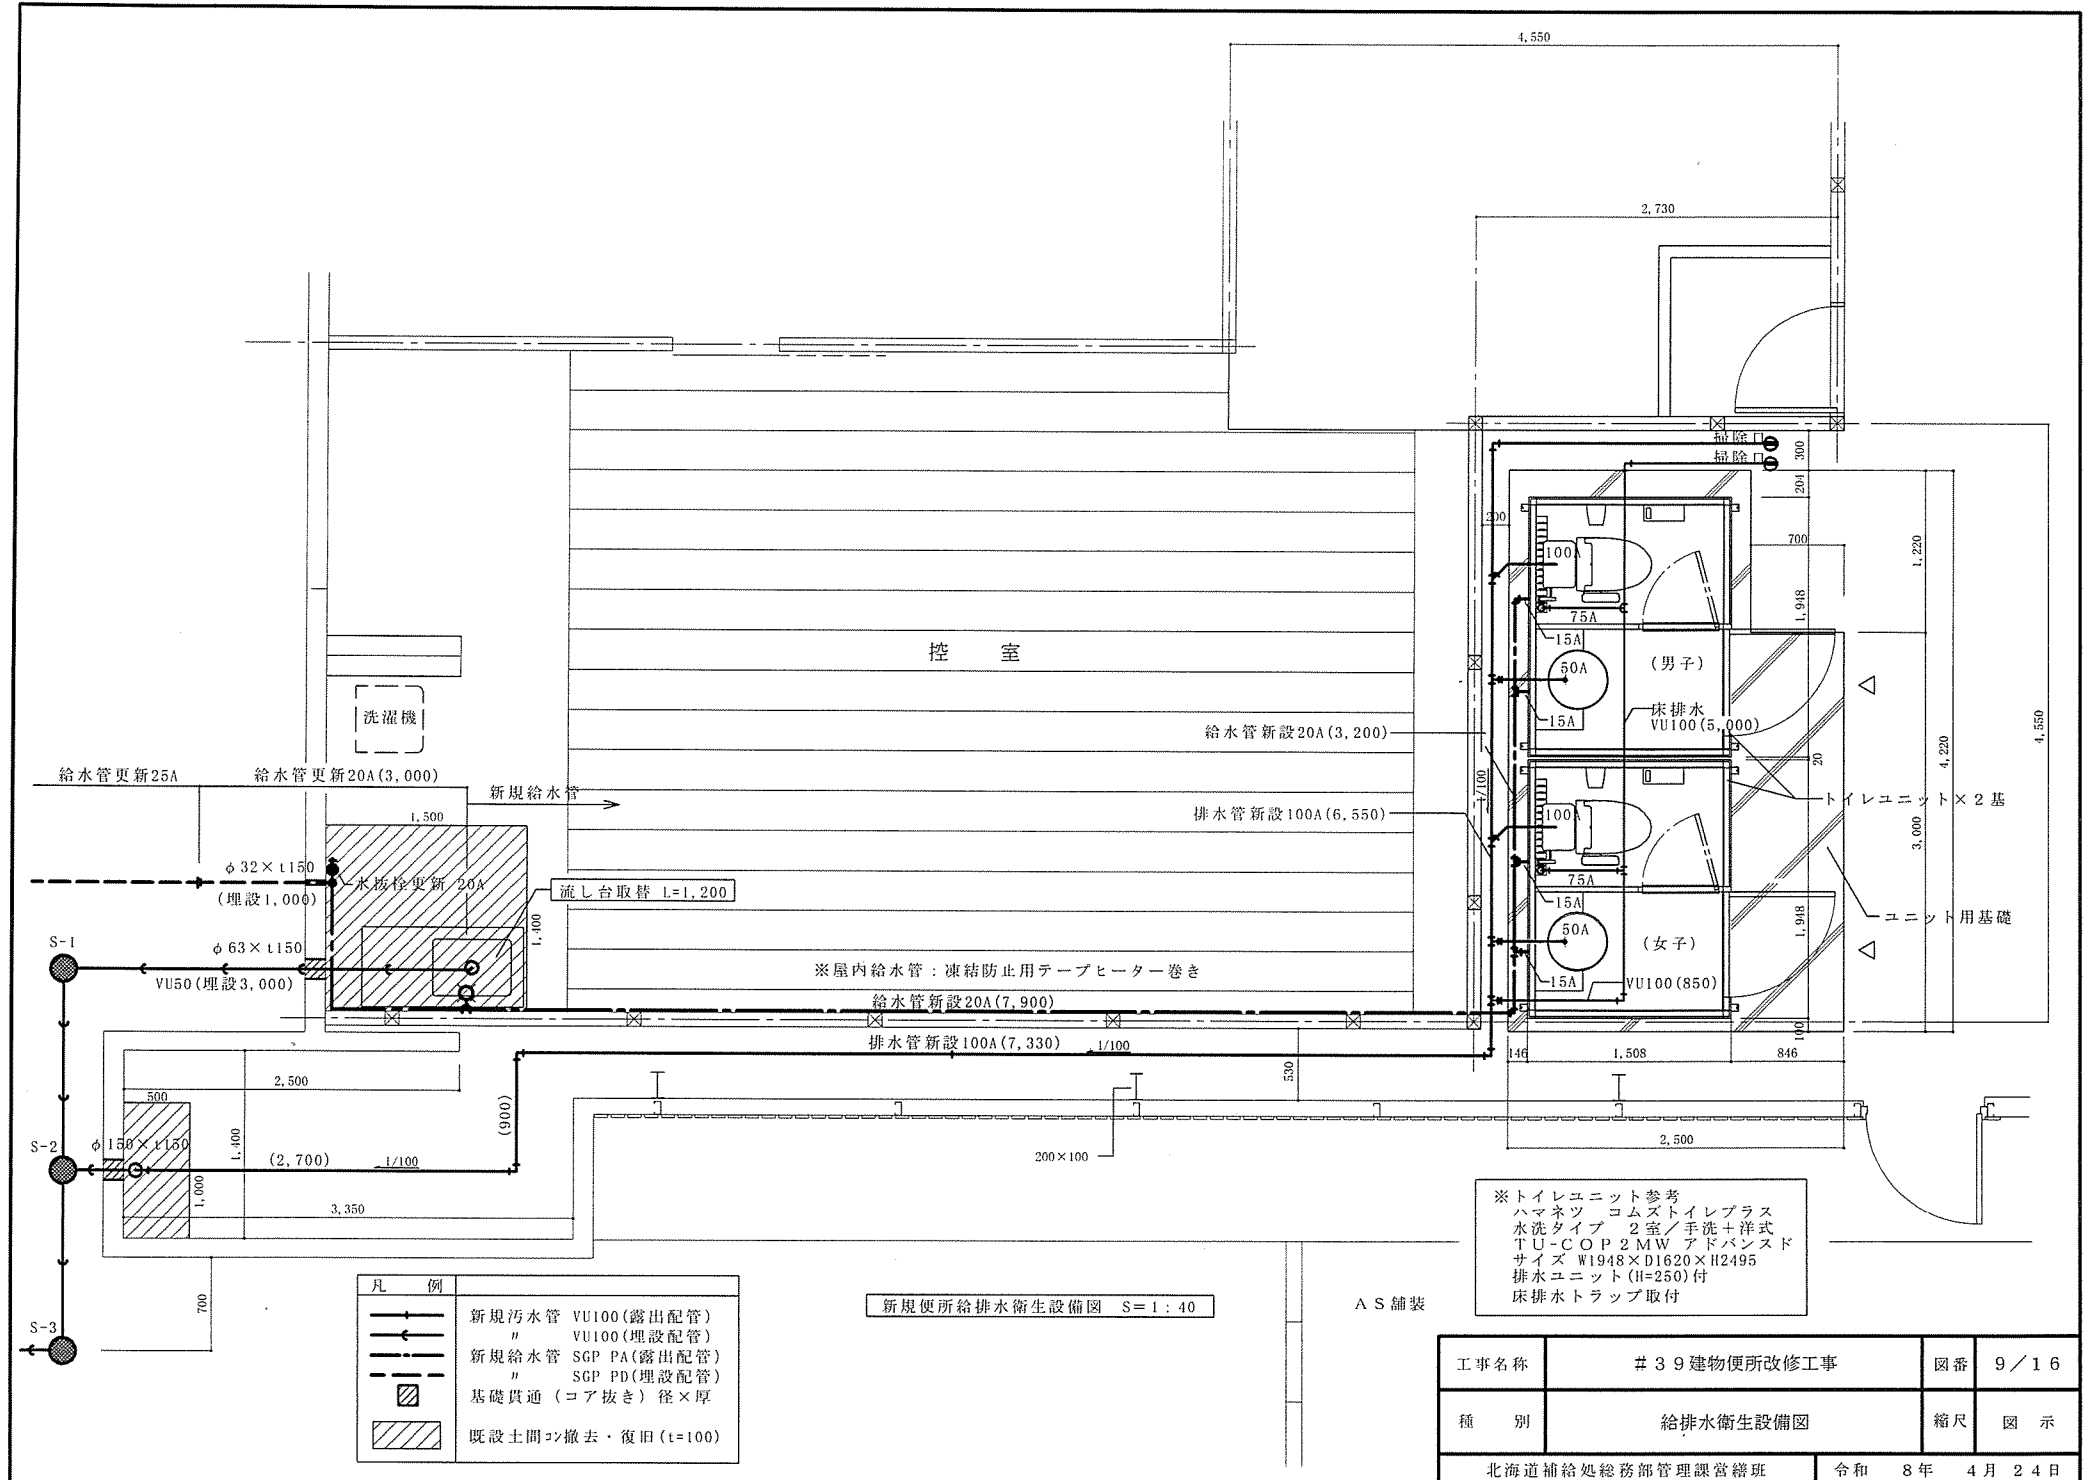 4,550
2,730
掃除口
掃除口
300
204
200
100A
700
1,220
1,948
75A
15A
控 室
50A
(男子)
洗濯機
15A
床排水
VU100(5,000)
給水管新設20A(3,200)
4,550
4,220
20
給水管更新25A
給水管更新20A(3,000)
新規給水管
1/100
トイレユニット×2基
1,500
排水管新設100A(6,550)
100A
3,000
φ32×t150
水抜栓更新 20A
(埋設1,000)
流し台取替 L=1,200
75A
15A
ユニット用基礎
1,400
1,948
S-1
φ63×t150
50A
(女子)
VU50(埋設3,000)
※屋内給水管：凍結防止用テープヒーター巻き
15A
VU100(850)
給水管新設20A(7,900)
排水管新設100A(7,330)
1/100
100
146
1,508
846
530
2,500
500
(900)
S-2
φ150×t150
1,400
(2,700)
1/100
1,000
2,500
200×100
3,350
※トイレユニット参考
ハマネツ コムズトイレプラス
水洗タイプ 2室／手洗＋洋式
ＴＵ-ＣＯＰ２ＭＷ アドバンスド
サイズ W1948×D1620×H2495
排水ユニット(H=250)付
床排水トラップ取付
700
S-3
凡 例
新規汚水管 VU100(露出配管)
〃 VU100(埋設配管)
新規給水管 SGP PA(露出配管)
〃 SGP PD(埋設配管)
基礎貫通（コア抜き）径×厚
既設土間コン撤去・復旧(t=100)
新規便所給排水衛生設備図 S=1：40
ＡＳ舗装
工事名称 ＃３９建物便所改修工事 図番 ９／１６
種 別 給排水衛生設備図 縮尺 図 示
北海道補給処総務部管理課営繕班 令和 ８年 ４月２４日